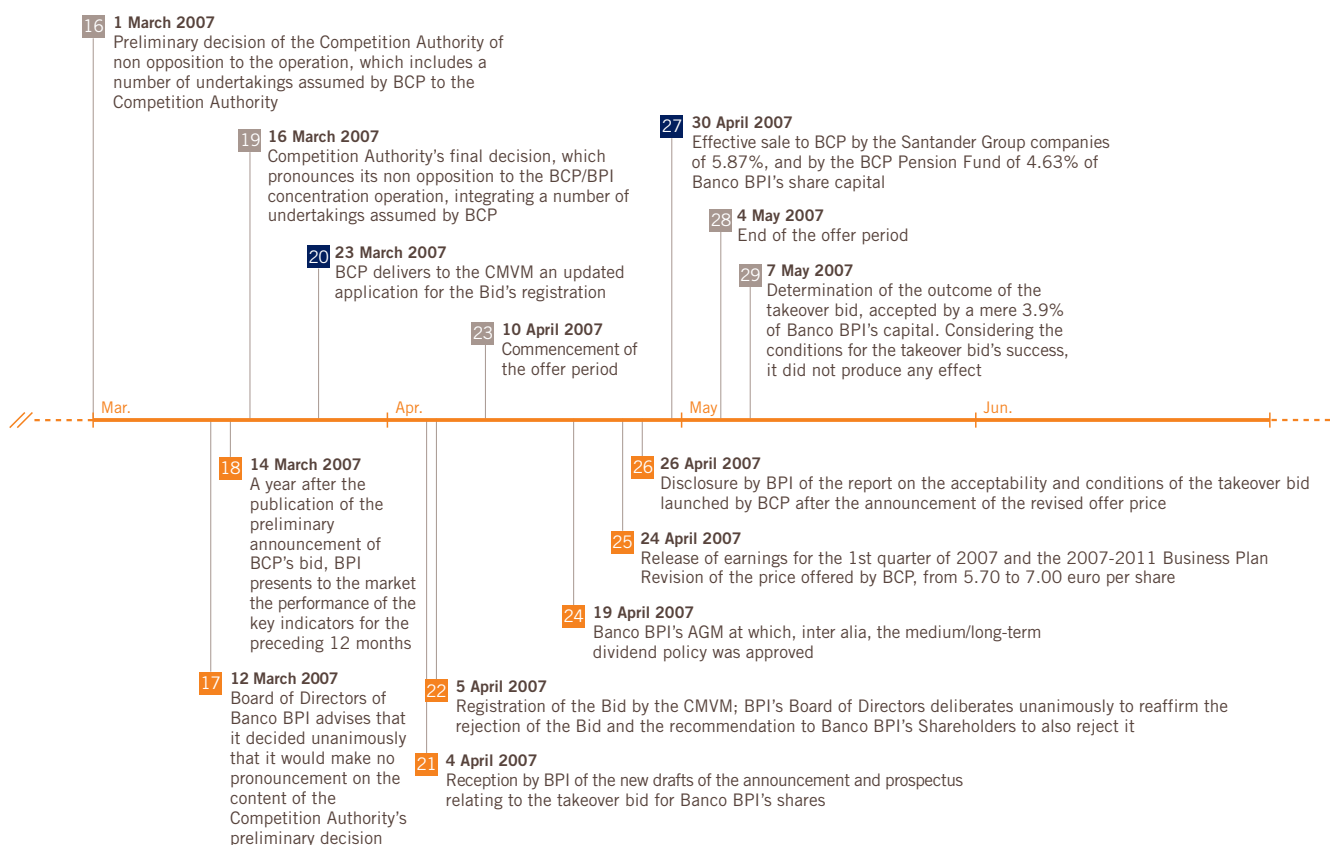 16 1 March 2007
Preliminary decision of the Competition Authority of
non opposition to the operation, which includes a
number of undertakings assumed by BCP to the
Competition Authority
19 16 March 2007
Competition Authority's final decision, which
pronounces its non opposition to the BCP/BPI
concentration operation, integrating a number of
undertakings assumed by BCP
20 23 March 2007
BCP delivers to the CMVM an updated
application for the Bid's registration
23 10 April 2007
Commencement of
the offer period
27 30 April 2007
Effective sale to BCP by the Santander Group companies
of 5.87%, and by the BCP Pension Fund of 4.63% of
Banco BPI's share capital
28 4 May 2007
End of the offer period
29 7 May 2007
Determination of the outcome of the
takeover bid, accepted by a mere 3.9%
of Banco BPI's capital. Considering the
conditions for the takeover bid's success,
it did not produce any effect
Mar. Apr. May Jun.
18 14 March 2007
A year after the
publication of the
preliminary
announcement of
BCP's bid, BPI
presents to the market
the performance of the
key indicators for the
preceding 12 months
17 12 March 2007
Board of Directors of
Banco BPI advises that
it decided unanimously
that it would make no
pronouncement on the
content of the
Competition Authority's
preliminary decision
26 26 April 2007
Disclosure by BPI of the report on the acceptability and conditions of the takeover bid
launched by BCP after the announcement of the revised offer price
25 24 April 2007
Release of earnings for the 1st quarter of 2007 and the 2007-2011 Business Plan
Revision of the price offered by BCP, from 5.70 to 7.00 euro per share
24 19 April 2007
Banco BPI's AGM at which, inter alia, the medium/long-term
dividend policy was approved
22 5 April 2007
Registration of the Bid by the CMVM; BPI's Board of Directors deliberates unanimously to reaffirm the
rejection of the Bid and the recommendation to Banco BPI's Shareholders to also reject it
21 4 April 2007
Reception by BPI of the new drafts of the announcement and prospectus
relating to the takeover bid for Banco BPI's shares